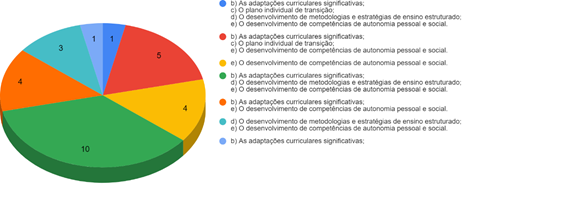 b) As adaptações curriculares significativas;
c) O plano individual de transição;
d) O desenvolvimento de metodologias e estratégias de ensino estruturado;
e) O desenvolvimento de competências de autonomia pessoal e social.
b) As adaptações curriculares significativas;
c) O plano individual de transição;
e) O desenvolvimento de competências de autonomia pessoal e social.
e) O desenvolvimento de competências de autonomia pessoal e social.
b) As adaptações curriculares significativas;
d) O desenvolvimento de metodologias e estratégias de ensino estruturado;
e) O desenvolvimento de competências de autonomia pessoal e social.
b) As adaptações curriculares significativas;
e) O desenvolvimento de competências de autonomia pessoal e social.
d) O desenvolvimento de metodologias e estratégias de ensino estruturado;
e) O desenvolvimento de competências de autonomia pessoal e social.
b) As adaptações curriculares significativas;
1
5
4
10
4
3
1